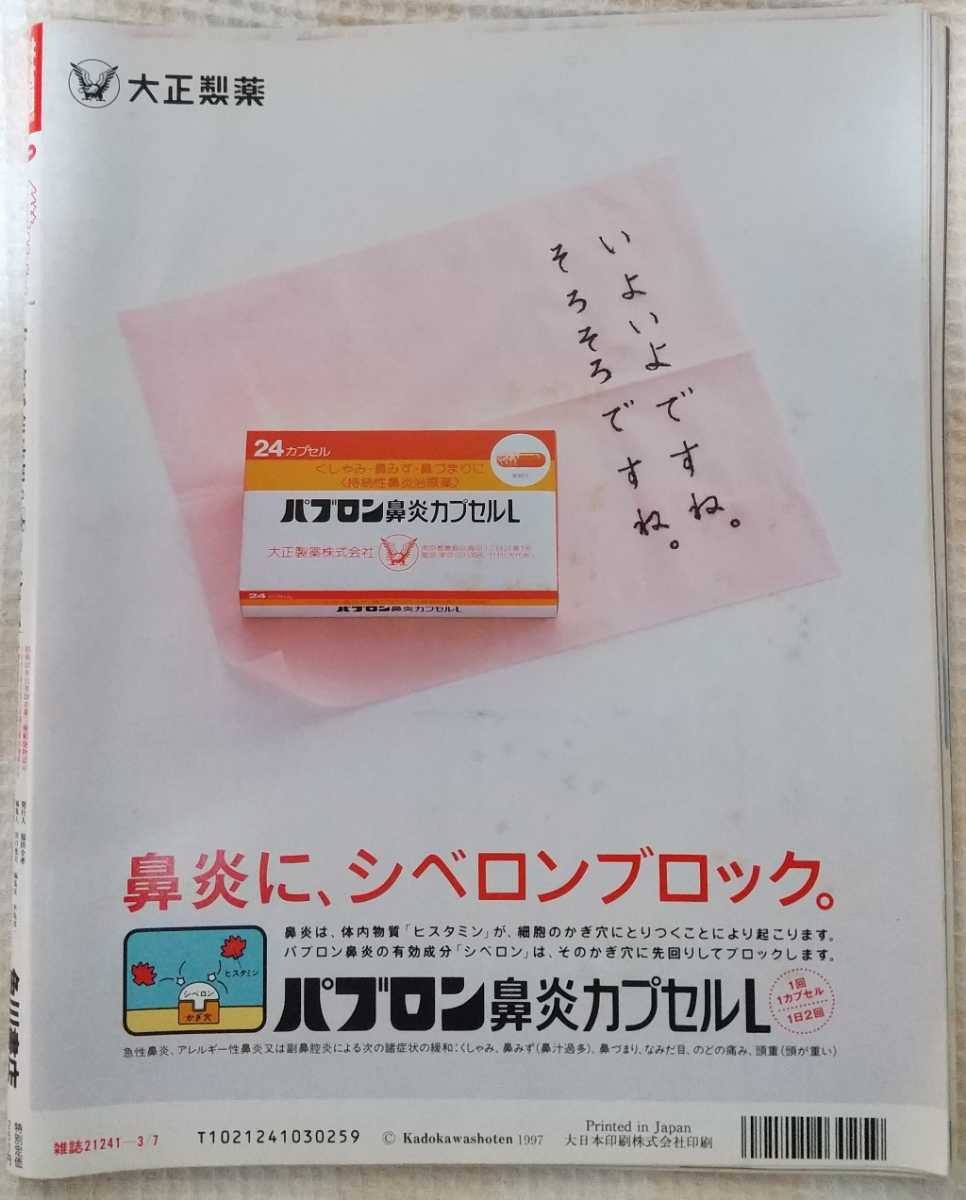 大正製薬
いよいよですね。
そろそろですね。
24カプセル
くしゃみ・鼻みず・鼻づまりに
〈持続性鼻炎治療薬〉
パブロン鼻炎カプセルL
大正製薬株式会社
24カプセル
パブロン鼻炎カプセルL
鼻炎に、シベロンブロック。
鼻炎は、体内物質「ヒスタミン」が、細胞のかぎ穴にとりつくことにより起こります。
パブロン鼻炎の有効成分「シベロン」は、そのかぎ穴に先回りしてブロックします。
ヒスタミン
シベロン
かぎ穴
パブロン鼻炎カプセルL
1回
1カプセル
1日2回
急性鼻炎、アレルギー性鼻炎又は副鼻腔炎による次の諸症状の緩和:くしゃみ、鼻みず(鼻汁過多)、鼻づまり、なみだ目、のどの痛み、頭重(頭が重い)
角川書店
特別定価
雑誌21241-3/7
T1021241030259
© Kadokawashoten 1997
Printed in Japan
大日本印刷株式会社印刷